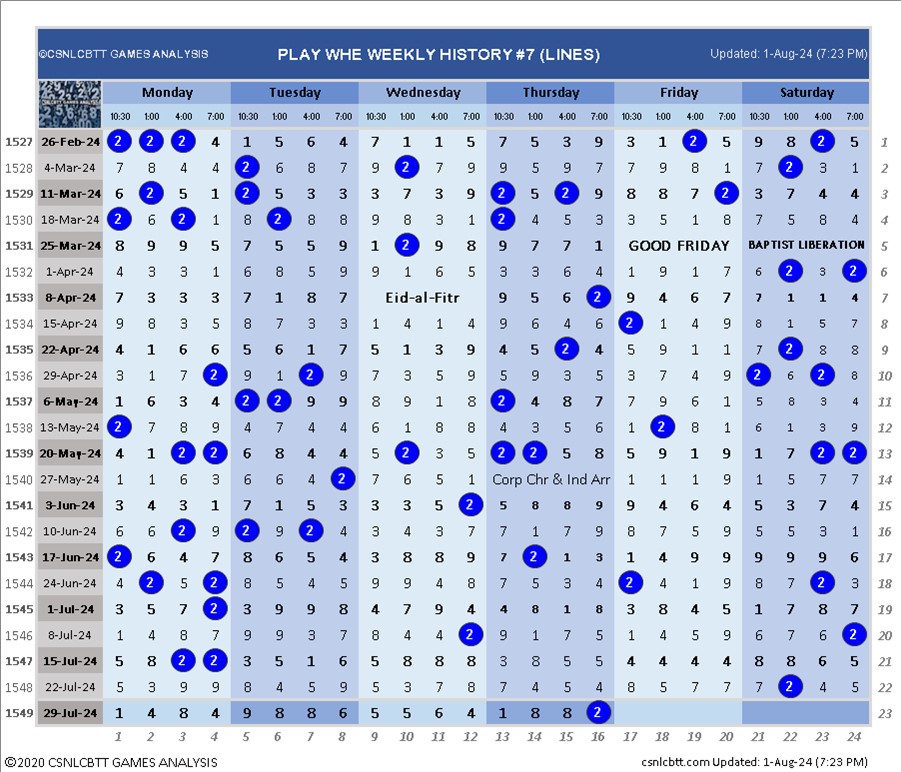 ©CSNLCBTT GAMES ANALYSIS PLAY WHE WEEKLY HISTORY #7 (LINES) Updated: 1-Aug-24 (7:23 PM)
Monday Tuesday Wednesday Thursday Friday Saturday
10:30 1:00 4:00 7:00 10:30 1:00 4:00 7:00 10:30 1:00 4:00 7:00 10:30 1:00 4:00 7:00 10:30 1:00 4:00 7:00 10:30 1:00 4:00 7:00
1527 26-Feb-24 2 2 2 4 1 5 6 4 7 1 1 5 7 5 3 9 3 1 2 5 9 8 2 5 1
1528 4-Mar-24 7 8 4 4 2 6 8 7 9 2 7 9 9 5 9 7 7 9 8 1 7 2 3 1 2
1529 11-Mar-24 6 2 5 1 2 5 3 3 3 7 3 9 2 5 2 9 8 8 7 2 3 7 4 4 3
1530 18-Mar-24 2 6 2 1 8 2 8 8 9 8 3 1 2 4 5 3 3 5 1 8 7 5 8 4 4
1531 25-Mar-24 8 9 9 5 7 5 5 9 1 2 9 8 9 7 7 1 GOOD FRIDAY BAPTIST LIBERATION 5
1532 1-Apr-24 4 3 3 1 6 8 5 9 9 1 6 5 3 3 6 4 1 9 1 7 6 2 3 2 6
1533 8-Apr-24 7 3 3 3 7 1 8 7 Eid-al-Fitr 9 5 6 2 9 4 6 7 7 1 1 4 7
1534 15-Apr-24 9 8 3 5 8 7 3 3 1 4 1 4 9 6 4 6 2 1 4 9 8 1 5 7 8
1535 22-Apr-24 4 1 6 6 5 6 1 7 5 1 3 9 4 5 2 4 5 9 1 1 7 2 8 8 9
1536 29-Apr-24 3 1 7 2 9 1 2 9 7 3 5 9 5 9 3 5 3 7 4 9 2 6 2 8 10
1537 6-May-24 1 6 3 4 2 2 9 9 8 9 1 8 2 4 8 7 7 9 6 1 5 8 3 4 11
1538 13-May-24 2 7 8 9 4 7 4 4 6 1 8 8 4 3 5 6 1 2 8 1 6 1 3 9 12
1539 20-May-24 4 1 2 2 6 8 4 4 5 2 3 5 2 2 5 8 5 9 1 9 1 7 2 2 13
1540 27-May-24 1 1 6 3 5 6 6 2 7 6 5 1 Corp Chr & Ind Arr 1 1 1 9 1 5 7 7 14
1541 3-Jun-24 3 4 3 1 7 1 5 3 3 3 5 2 5 8 8 9 9 4 6 4 5 3 7 4 15
1542 10-Jun-24 6 6 2 9 2 9 2 4 3 4 3 7 7 1 7 9 8 7 5 9 5 5 3 1 16
1543 17-Jun-24 2 6 4 7 8 6 5 4 3 8 8 9 7 2 1 3 1 4 9 9 9 9 9 6 17
1544 24-Jun-24 4 2 5 2 8 5 4 5 9 9 4 8 7 5 3 4 2 4 1 9 8 7 2 3 18
1545 1-Jul-24 3 5 7 2 3 9 9 8 4 7 9 4 4 8 1 8 3 8 4 5 1 7 8 7 19
1546 8-Jul-24 1 4 8 7 9 9 3 7 8 4 4 2 9 1 7 5 1 4 5 9 6 7 6 2 20
1547 15-Jul-24 5 8 2 2 3 5 1 6 5 8 8 8 3 8 5 5 4 4 4 4 8 8 6 5 21
1548 22-Jul-24 5 3 9 9 8 4 5 9 5 3 7 8 7 4 5 4 8 5 7 7 7 2 4 5 22
1549 29-Jul-24 1 4 8 4 9 8 8 6 5 5 6 4 1 8 8 2 23
1 2 3 4 5 6 7 8 9 10 11 12 13 14 15 16 17 18 19 20 21 22 23 24
©2020 CSNLCBTT GAMES ANALYSIS csnlcbtt.com Updated: 1-Aug-24 (7:23 PM)